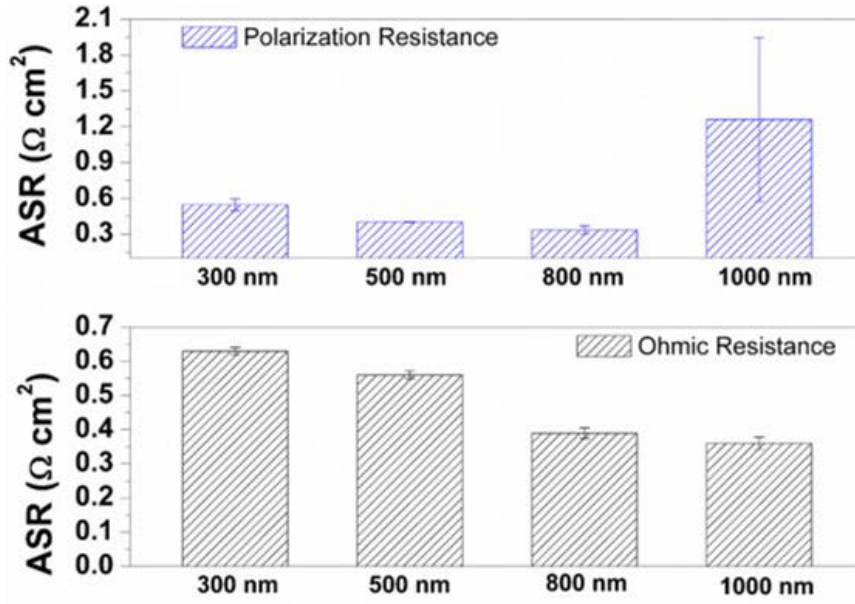 2.1
1.8
1.5
1.2
0.9
0.6
0.3
ASR (Ω cm²)
Polarization Resistance
300 nm 500 nm 800 nm 1000 nm
0.7
0.6
0.5
0.4
0.3
0.2
0.1
0.0
ASR (Ω cm²)
Ohmic Resistance
300 nm 500 nm 800 nm 1000 nm